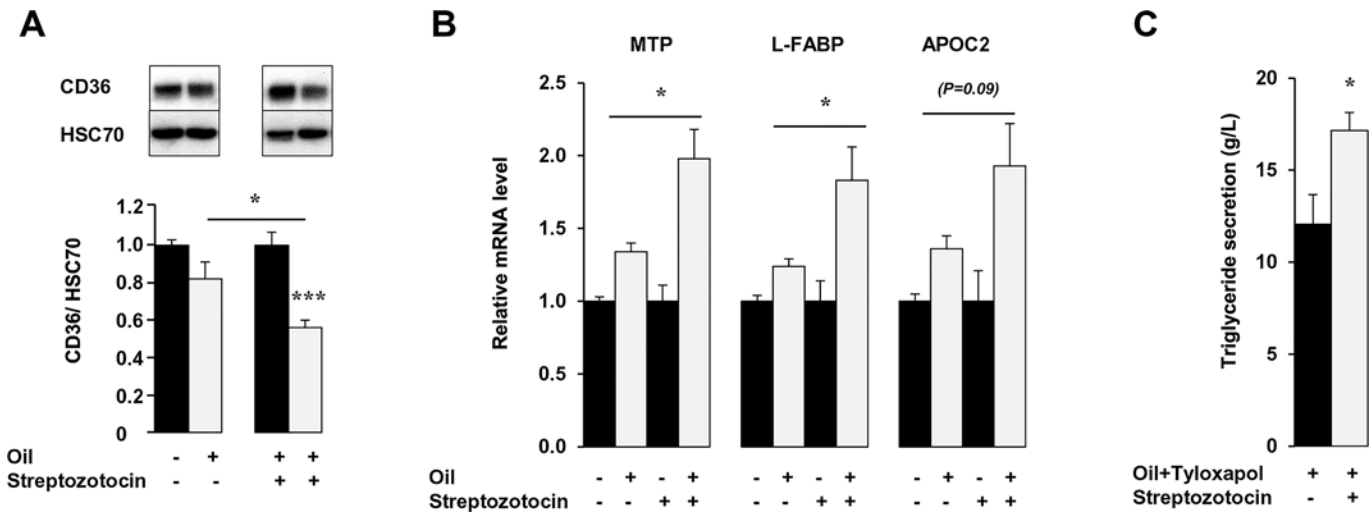 A
CD36
HSC70
CD36/ HSC70
1.2
1.0
0.8
0.6
0.4
0.2
0
*
***
Oil - + + +
Streptozotocin - - + +
B
MTP L-FABP APOC2
Relative mRNA level
2.5
2.0
1.5
1.0
0.5
0.0
* * (P=0.09)
Oil - + - + - + - + - + - +
Streptozotocin - - + + - - + + - - + +
C
Triglyceride secretion (g/L)
20
15
10
5
0
*
Oil+Tyloxapol + +
Streptozotocin - +